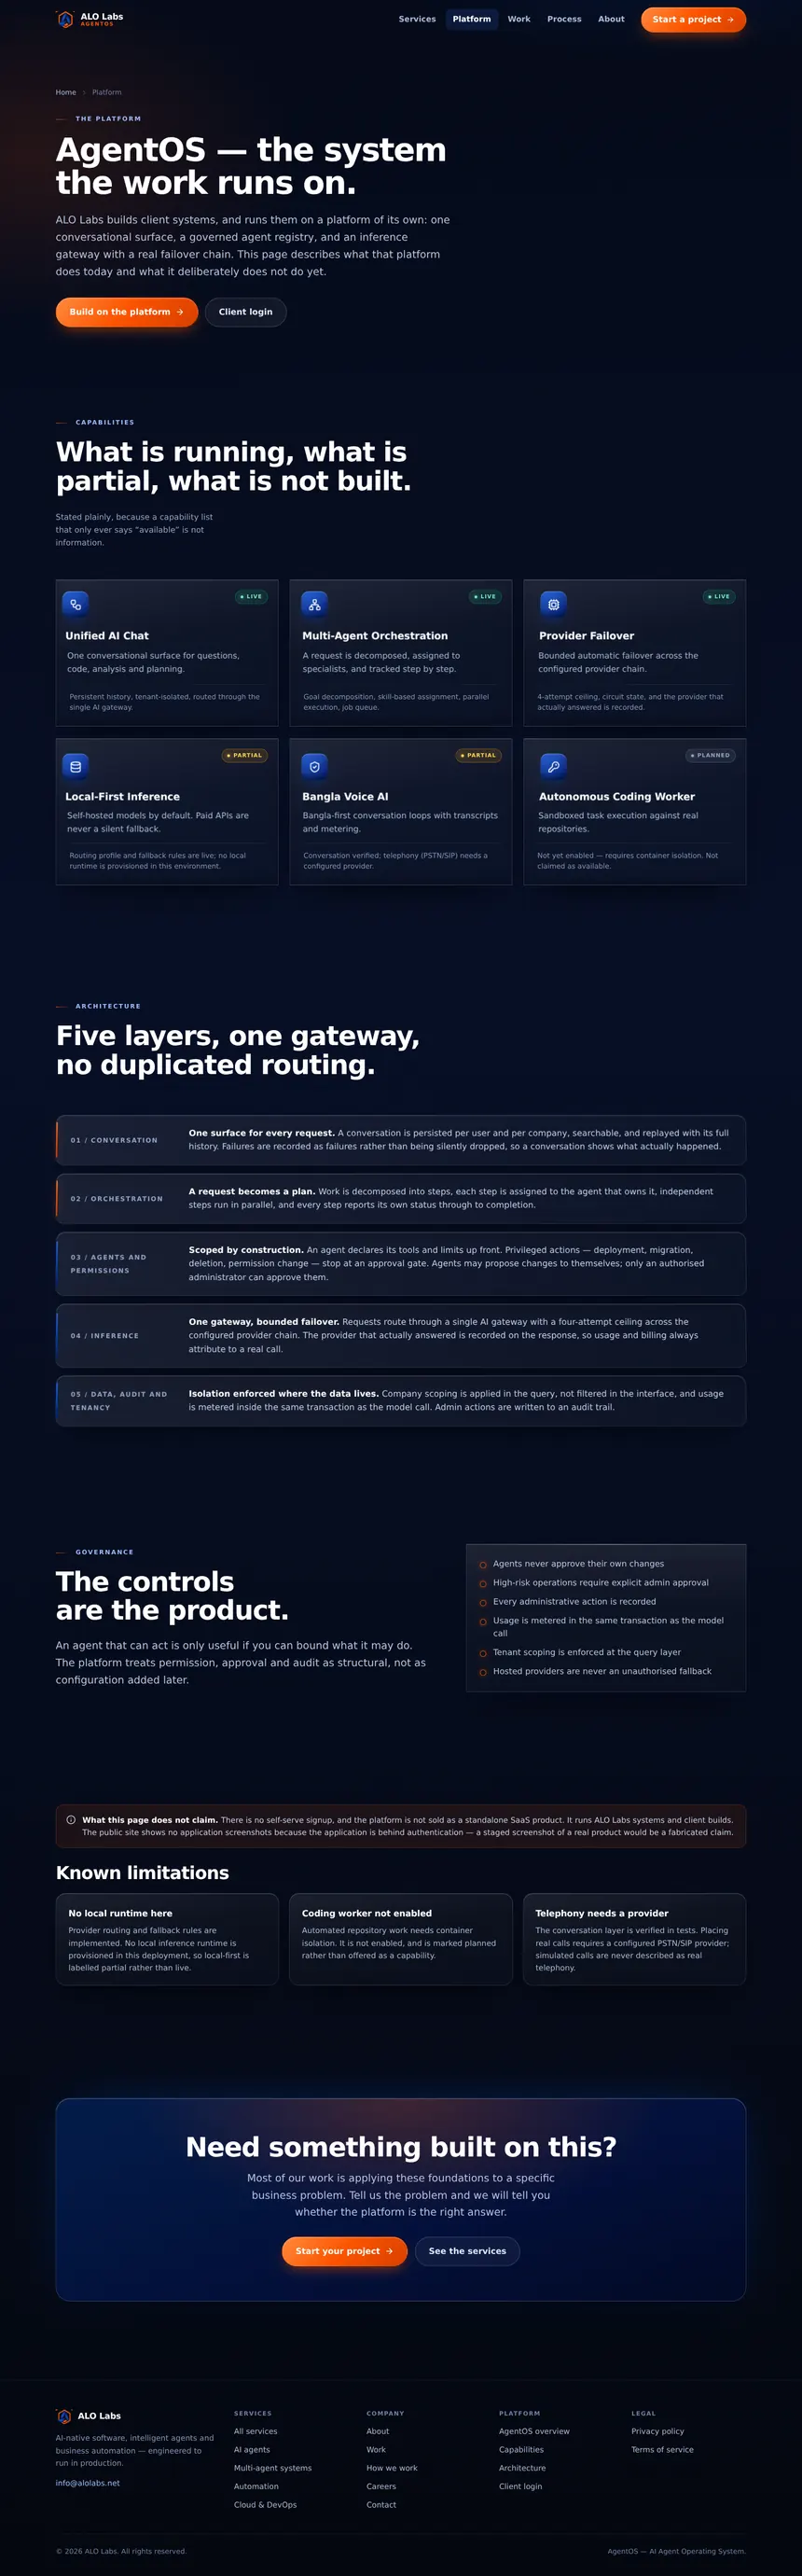 ALO Labs
AGENTOS
Services
Platform
Work
Process
About
Start a project →
Home › Platform
THE PLATFORM
AgentOS — the system
the work runs on.
ALO Labs builds client systems, and runs them on a platform of its own: one
conversational surface, a governed agent registry, and an inference
gateway with a real failover chain. This page describes what that platform
does today and what it deliberately does not do yet.
Build on the platform →
Client login
CAPABILITIES
What is running, what is
partial, what is not built.
Stated plainly, because a capability list
that only ever says “available” is not
information.
LIVE
Unified AI Chat
One conversational surface for questions,
code, analysis and planning.
Persistent history, tenant-isolated, routed through the
single AI gateway.
LIVE
Multi-Agent Orchestration
A request is decomposed, assigned to
specialists, and tracked step by step.
Goal decomposition, skill-based assignment, parallel
execution, job queue.
LIVE
Provider Failover
Bounded automatic failover across the
configured provider chain.
4-attempt ceiling, circuit state, and the provider that
actually answered is recorded.
PARTIAL
Local-First Inference
Self-hosted models by default. Paid APIs are
never a silent fallback.
Routing profile and fallback rules are live; no local
runtime is provisioned in this environment.
PARTIAL
Bangla Voice AI
Bangla-first conversation loops with transcripts
and metering.
Conversation verified; telephony (PSTN/SIP) needs a
configured provider.
PLANNED
Autonomous Coding Worker
Sandboxed task execution against real
repositories.
Not yet enabled — requires container isolation. Not
claimed as available.
ARCHITECTURE
Five layers, one gateway,
no duplicated routing.
01 / CONVERSATION
One surface for every request. A conversation is persisted per user and per company, searchable, and replayed with its full
history. Failures are recorded as failures rather than being silently dropped, so a conversation shows what actually happened.
02 / ORCHESTRATION
A request becomes a plan. Work is decomposed into steps, each step is assigned to the agent that owns it, independent
steps run in parallel, and every step reports its own status through to completion.
03 / AGENTS AND
PERMISSIONS
Scoped by construction. An agent declares its tools and limits up front. Privileged actions — deployment, migration,
deletion, permission change — stop at an approval gate. Agents may propose changes to themselves; only an authorised
administrator can approve them.
04 / INFERENCE
One gateway, bounded failover. Requests route through a single AI gateway with a four-attempt ceiling across the
configured provider chain. The provider that actually answered is recorded on the response, so usage and billing always
attribute to a real call.
05 / DATA, AUDIT AND
TENANCY
Isolation enforced where the data lives. Company scoping is applied in the query, not filtered in the interface, and usage
is metered inside the same transaction as the model call. Admin actions are written to an audit trail.
GOVERNANCE
The controls
are the product.
An agent that can act is only useful if you can bound what it may do.
The platform treats permission, approval and audit as structural, not as
configuration added later.
Agents never approve their own changes
High-risk operations require explicit admin approval
Every administrative action is recorded
Usage is metered in the same transaction as the model
call
Tenant scoping is enforced at the query layer
Hosted providers are never an unauthorised fallback
What this page does not claim. There is no self-serve signup, and the platform is not sold as a standalone SaaS product. It runs ALO Labs systems and client builds.
The public site shows no application screenshots because the application is behind authentication — a staged screenshot of a real product would be a fabricated claim.
Known limitations
No local runtime here
Provider routing and fallback rules are
implemented. No local inference runtime is
provisioned in this deployment, so local-first is
labelled partial rather than live.
Coding worker not enabled
Automated repository work needs container
isolation. It is not enabled, and is marked planned
rather than offered as a capability.
Telephony needs a provider
The conversation layer is verified in tests. Placing
real calls requires a configured PSTN/SIP provider;
simulated calls are never described as real
telephony.
Need something built on this?
Most of our work is applying these foundations to a specific
business problem. Tell us the problem and we will tell you
whether the platform is the right answer.
Start your project →
See the services
ALO Labs
AI-native software, intelligent agents and
business automation — engineered to
run in production.
info@alolabs.net
SERVICES
All services
AI agents
Multi-agent systems
Automation
Cloud & DevOps
COMPANY
About
Work
How we work
Careers
Contact
PLATFORM
AgentOS overview
Capabilities
Architecture
Client login
LEGAL
Privacy policy
Terms of service
© 2026 ALO Labs. All rights reserved.
AgentOS — AI Agent Operating System.